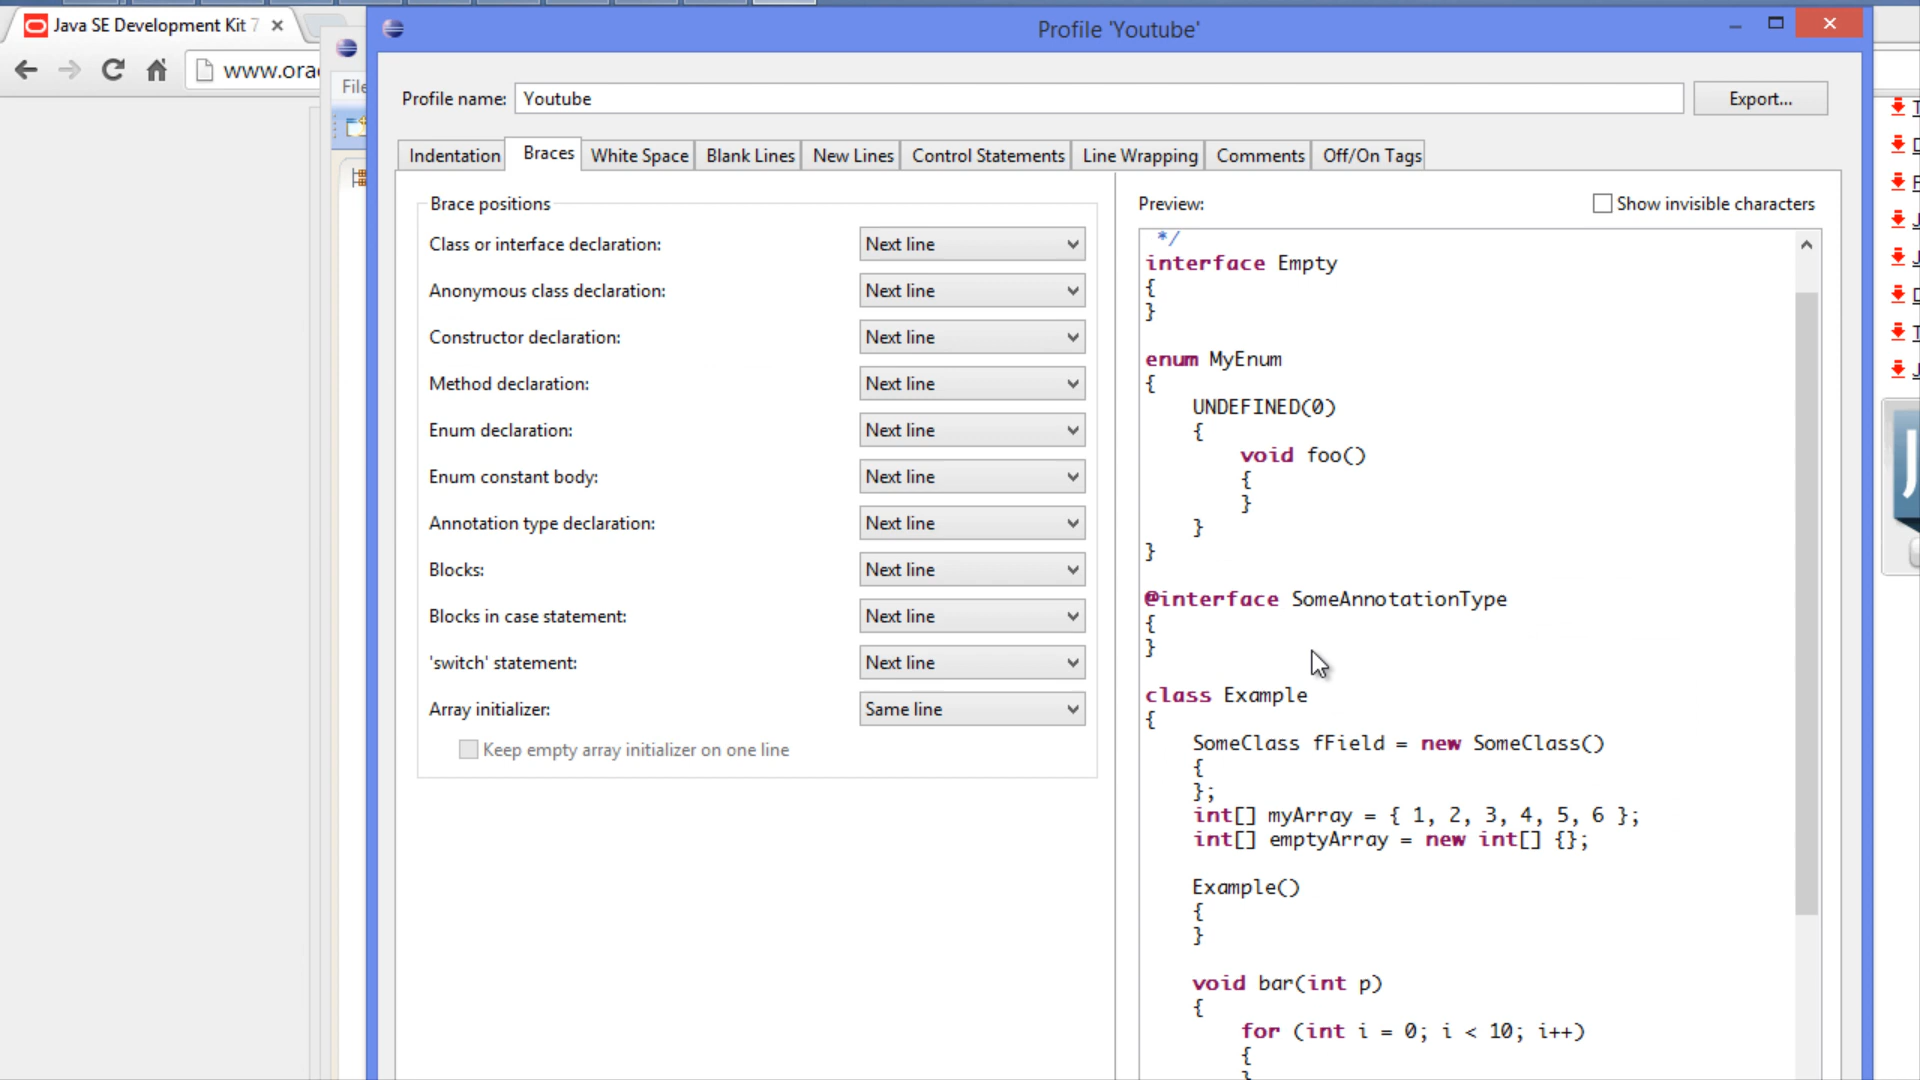 Java SE Development Kit 7
Profile 'Youtube'
www.orac
File
Profile name:
Youtube
Export...
Indentation
Braces
White Space
Blank Lines
New Lines
Control Statements
Line Wrapping
Comments
Off/On Tags
Brace positions
Class or interface declaration: Next line
Anonymous class declaration: Next line
Constructor declaration: Next line
Method declaration: Next line
Enum declaration: Next line
Enum constant body: Next line
Annotation type declaration: Next line
Blocks: Next line
Blocks in case statement: Next line
'switch' statement: Next line
Array initializer: Same line
Keep empty array initializer on one line
Preview:
Show invisible characters
*/
interface Empty
{
}
enum MyEnum
{
UNDEFINED(0)
{
void foo()
{
}
}
}
@interface SomeAnnotationType
{
}
class Example
{
SomeClass fField = new SomeClass()
{
};
int[] myArray = { 1, 2, 3, 4, 5, 6 };
int[] emptyArray = new int[] {};
Example()
{
}
void bar(int p)
{
for (int i = 0; i < 10; i++)
{
}